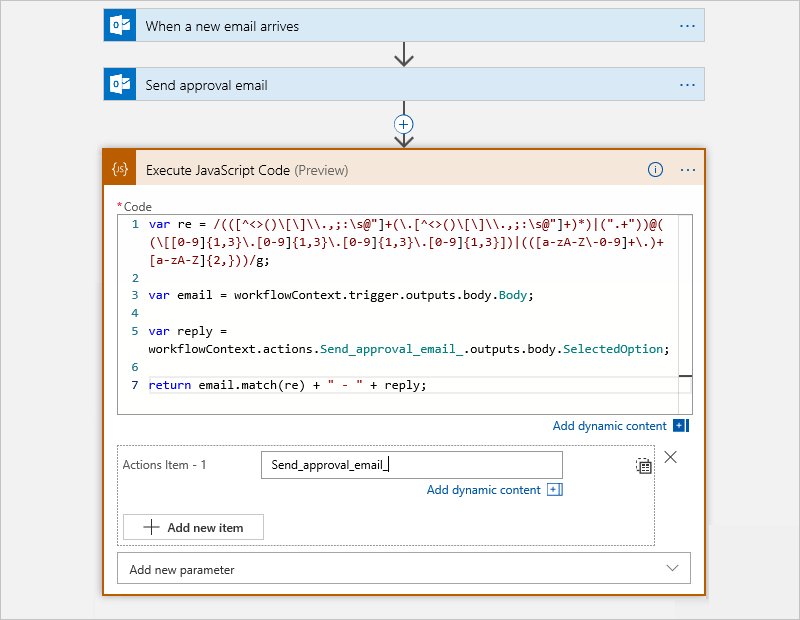 When a new email arrives
Send approval email
{JS}
Execute JavaScript Code (Preview)
*Code
1 var re = /(([^<>()\[\]\\.,;:\s@"]+(\.[^<>()\[\]\\.,;:\s@"]+)*)|(".+"))@(
(\[[0-9]{1,3}\.[0-9]{1,3}\.[0-9]{1,3}\.[0-9]{1,3}])|(([a-zA-Z\-0-9]+\.)+
[a-zA-Z]{2,}))/g;
2
3 var email = workflowContext.trigger.outputs.body.Body;
4
5 var reply =
workflowContext.actions.Send_approval_email_.outputs.body.SelectedOption;
6
7 return email.match(re) + " - " + reply;
Add dynamic content
Actions Item - 1
Send_approval_email_
Add dynamic content
Add new item
Add new parameter